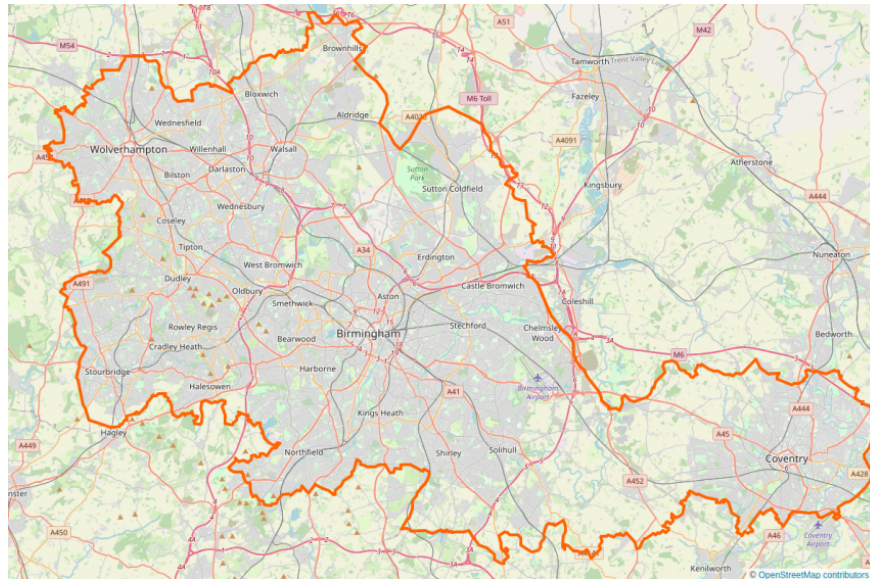 M54
A51
M42
Brownhills
Tamworth
Trent Valley Line
Bloxwich
Fazeley
M6 Toll
Aldridge
Wednesfield
A4091
Wolverhampton
Willenhall
Walsall
Darlaston
Atherstone
Bilston
Sutton Park
Sutton Coldfield
Kingsbury
A444
Wednesbury
Coseley
Tipton
A34
Erdington
Nuneaton
West Bromwich
Dudley
A491
Oldbury
Castle Bromwich
Aston
Coleshill
Smethwick
Rowley Regis
Stechford
Birmingham
Bearwood
Chelmsley Wood
Bedworth
Cradley Heath
M6
Stourbridge
Harborne
Halesowen
Birmingham Airport
A41
Kings Heath
A444
Hagley
A45
A449
Northfield
Shirley
Solihull
Coventry
A428
A452
A450
A46
Coventry Airport
Kenilworth
© OpenStreetMap contributors